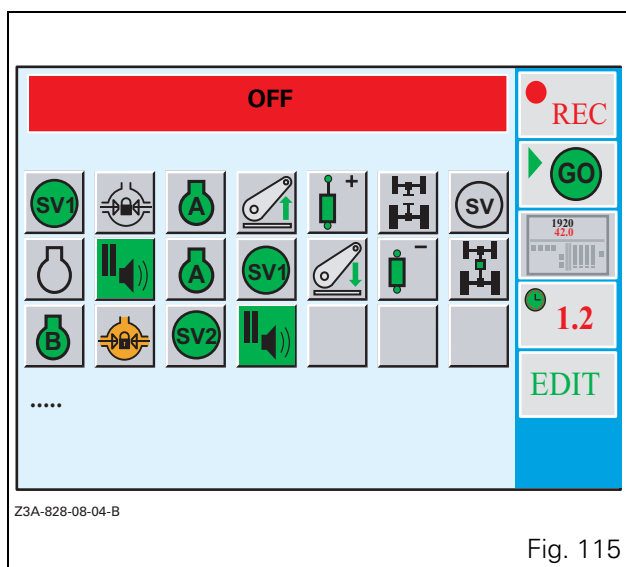 OFF
REC
SV1
A
+
SV
GO
1920
42.0
A
SV1
−
B
SV2
1.2
.....
EDIT
Z3A-828-08-04-B
Fig. 115